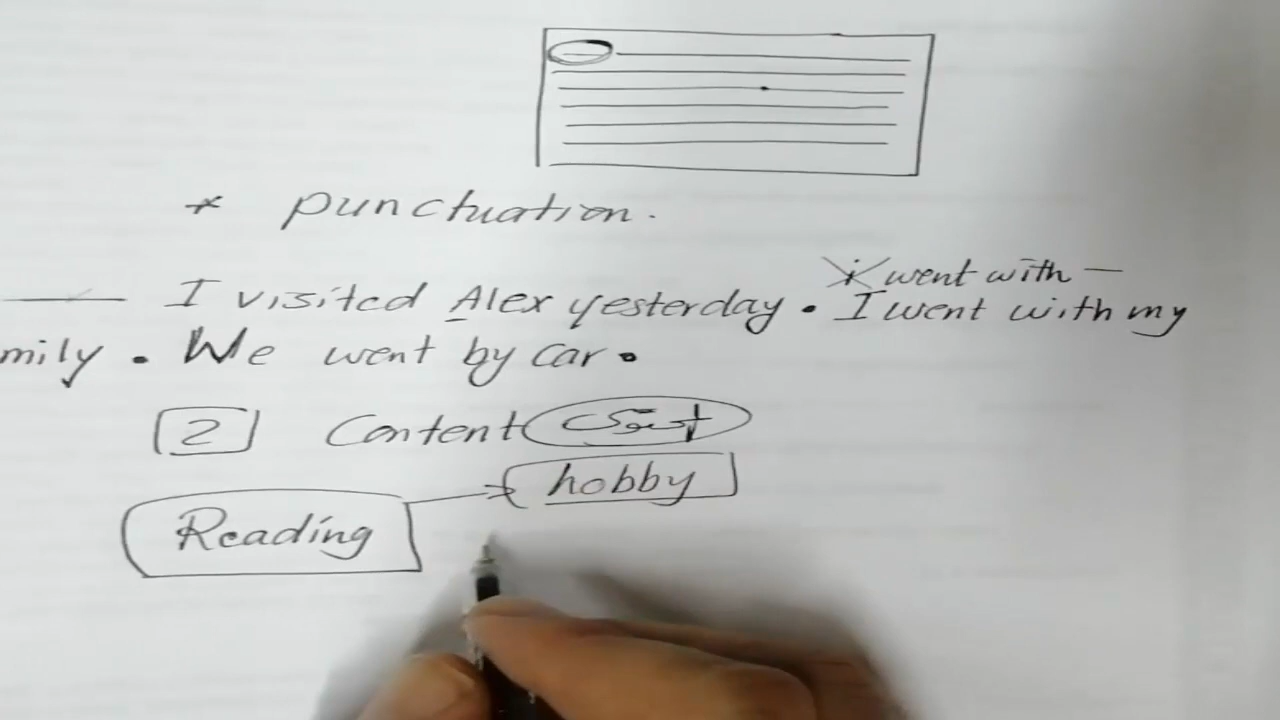 * punctuation.
i went with —
I visited Alex yesterday. I went with my
mily. We went by car.
2 Content
hobby
Reading